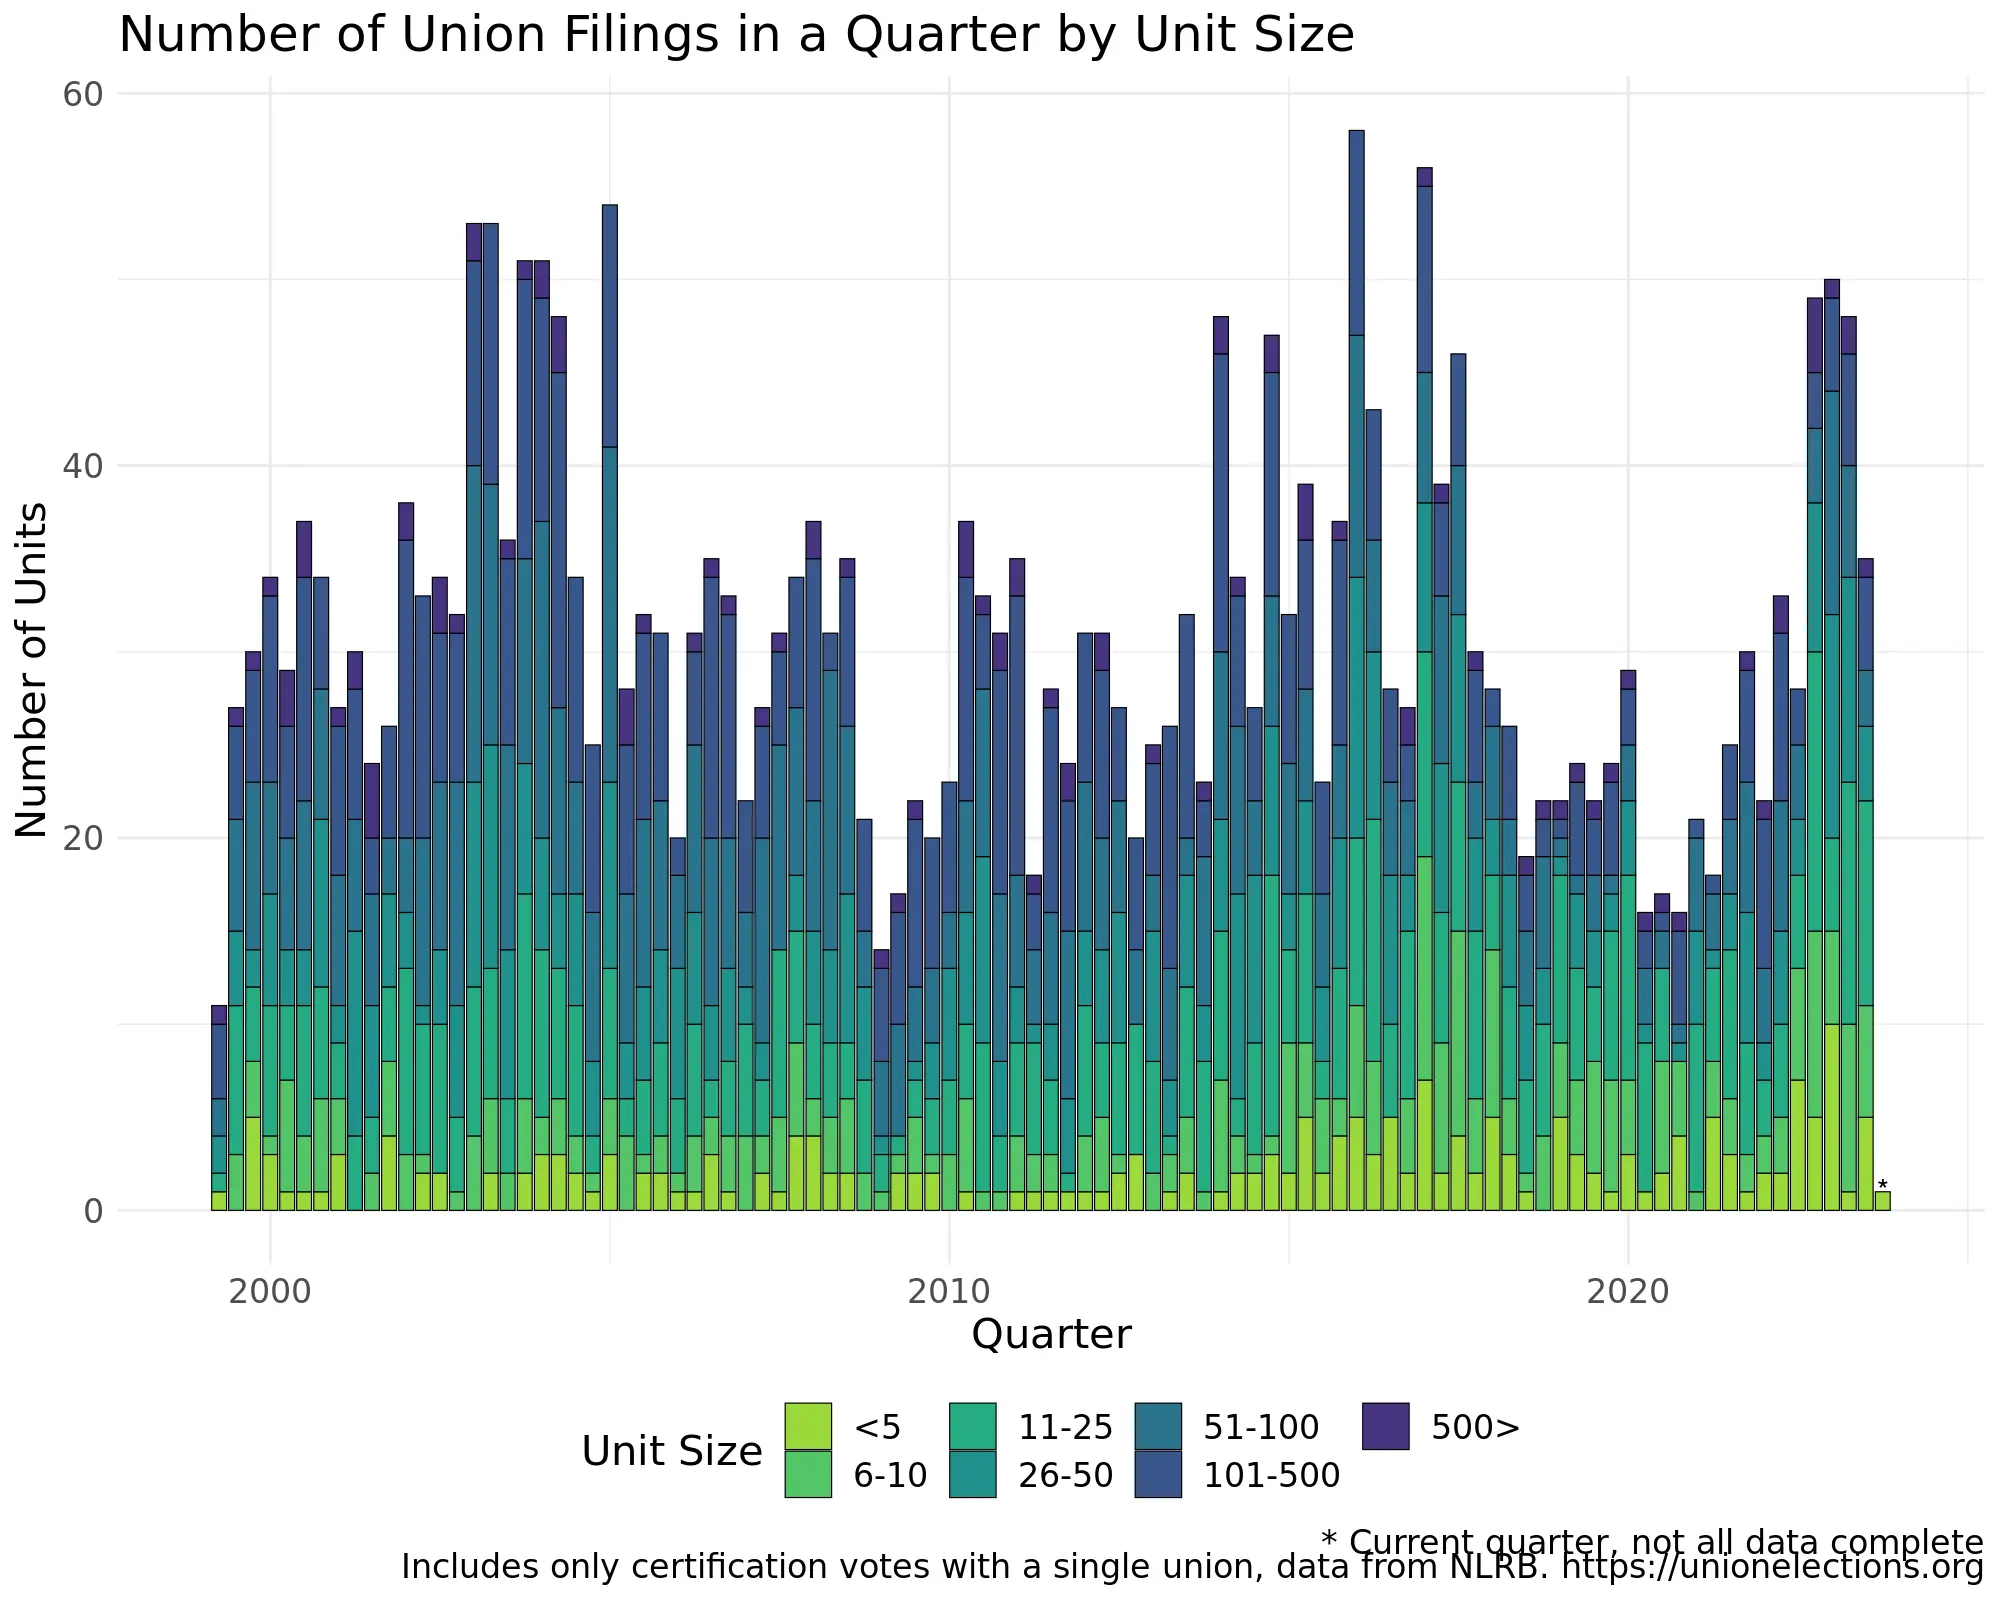 Number of Union Filings in a Quarter by Unit Size
60
40
20
0
Number of Units
*
2000
2010
2020
Quarter
Unit Size
<5
11-25
51-100
500>
6-10
26-50
101-500
* Current quarter, not all data complete
Includes only certification votes with a single union, data from NLRB. https://unionelections.org